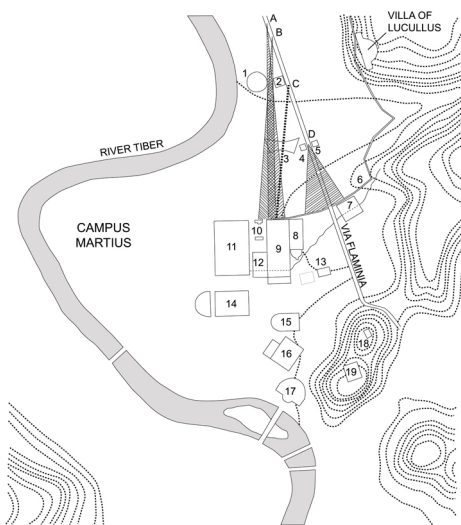 A
VILLA OF
LUCULLUS
B
1
2
C
D
RIVER TIBER
3
4
5
6
7
CAMPUS
MARTIUS
10
8
11
9
VIA FLAMINIA
12
13
14
15
16
18
19
17